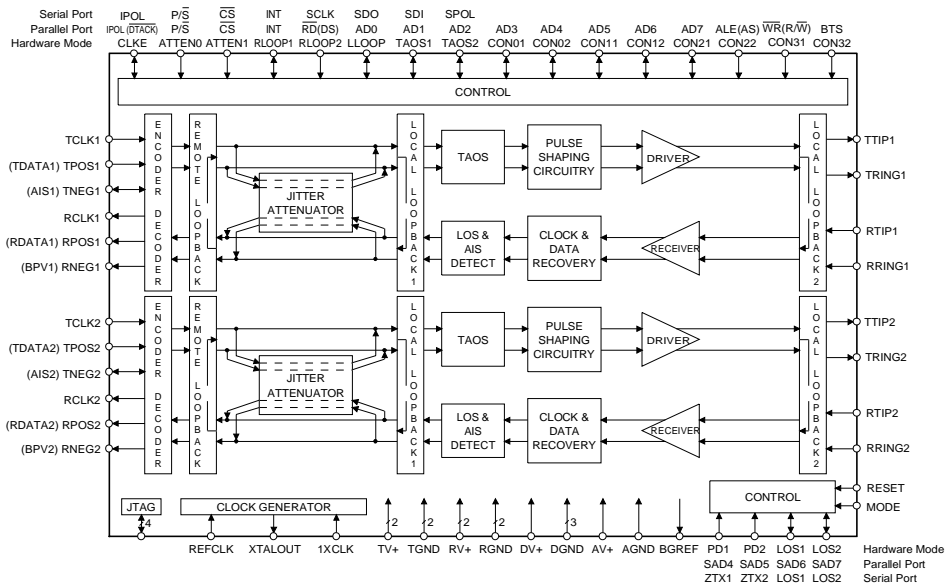 Serial Port IPOL P/S CS INT SCLK SDO SDI SPOL
Parallel Port IPOL (DTACK) P/S CS INT RD(DS) AD0 AD1 AD2 AD3 AD4 AD5 AD6 AD7 ALE(AS) WR(R/W) BTS
Hardware Mode CLKE ATTEN0 ATTEN1 RLOOP1 RLOOP2 LLOOP TAOS1 TAOS2 CON01 CON02 CON11 CON12 CON21 CON22 CON31 CON32
CONTROL
TCLK1
(TDATA1) TPOS1
(AIS1) TNEG1
RCLK1
(RDATA1) RPOS1
(BPV1) RNEG1
ENCODER
DECODER
REMOTE
LOOPBACK
JITTER
ATTENUATOR
LOCAL
LOOPBACK1
TAOS
PULSE
SHAPING
CIRCUITRY
DRIVER
LOS &
AIS
DETECT
CLOCK &
DATA
RECOVERY
RECEIVER
LOCAL
LOOPBACK2
TTIP1
TRING1
RTIP1
RRING1
TCLK2
(TDATA2) TPOS2
(AIS2) TNEG2
RCLK2
(RDATA2) RPOS2
(BPV2) RNEG2
ENCODER
DECODER
REMOTE
LOOPBACK
JITTER
ATTENUATOR
LOCAL
LOOPBACK1
TAOS
PULSE
SHAPING
CIRCUITRY
DRIVER
LOS &
AIS
DETECT
CLOCK &
DATA
RECOVERY
RECEIVER
LOCAL
LOOPBACK2
TTIP2
TRING2
RTIP2
RRING2
JTAG
4
CLOCK GENERATOR
2 2 2 2 3
CONTROL
RESET
MODE
REFCLK XTALOUT 1XCLK TV+ TGND RV+ RGND DV+ DGND AV+ AGND BGREF PD1 PD2 LOS1 LOS2 Hardware Mode
SAD4 SAD5 SAD6 SAD7 Parallel Port
ZTX1 ZTX2 LOS1 LOS2 Serial Port